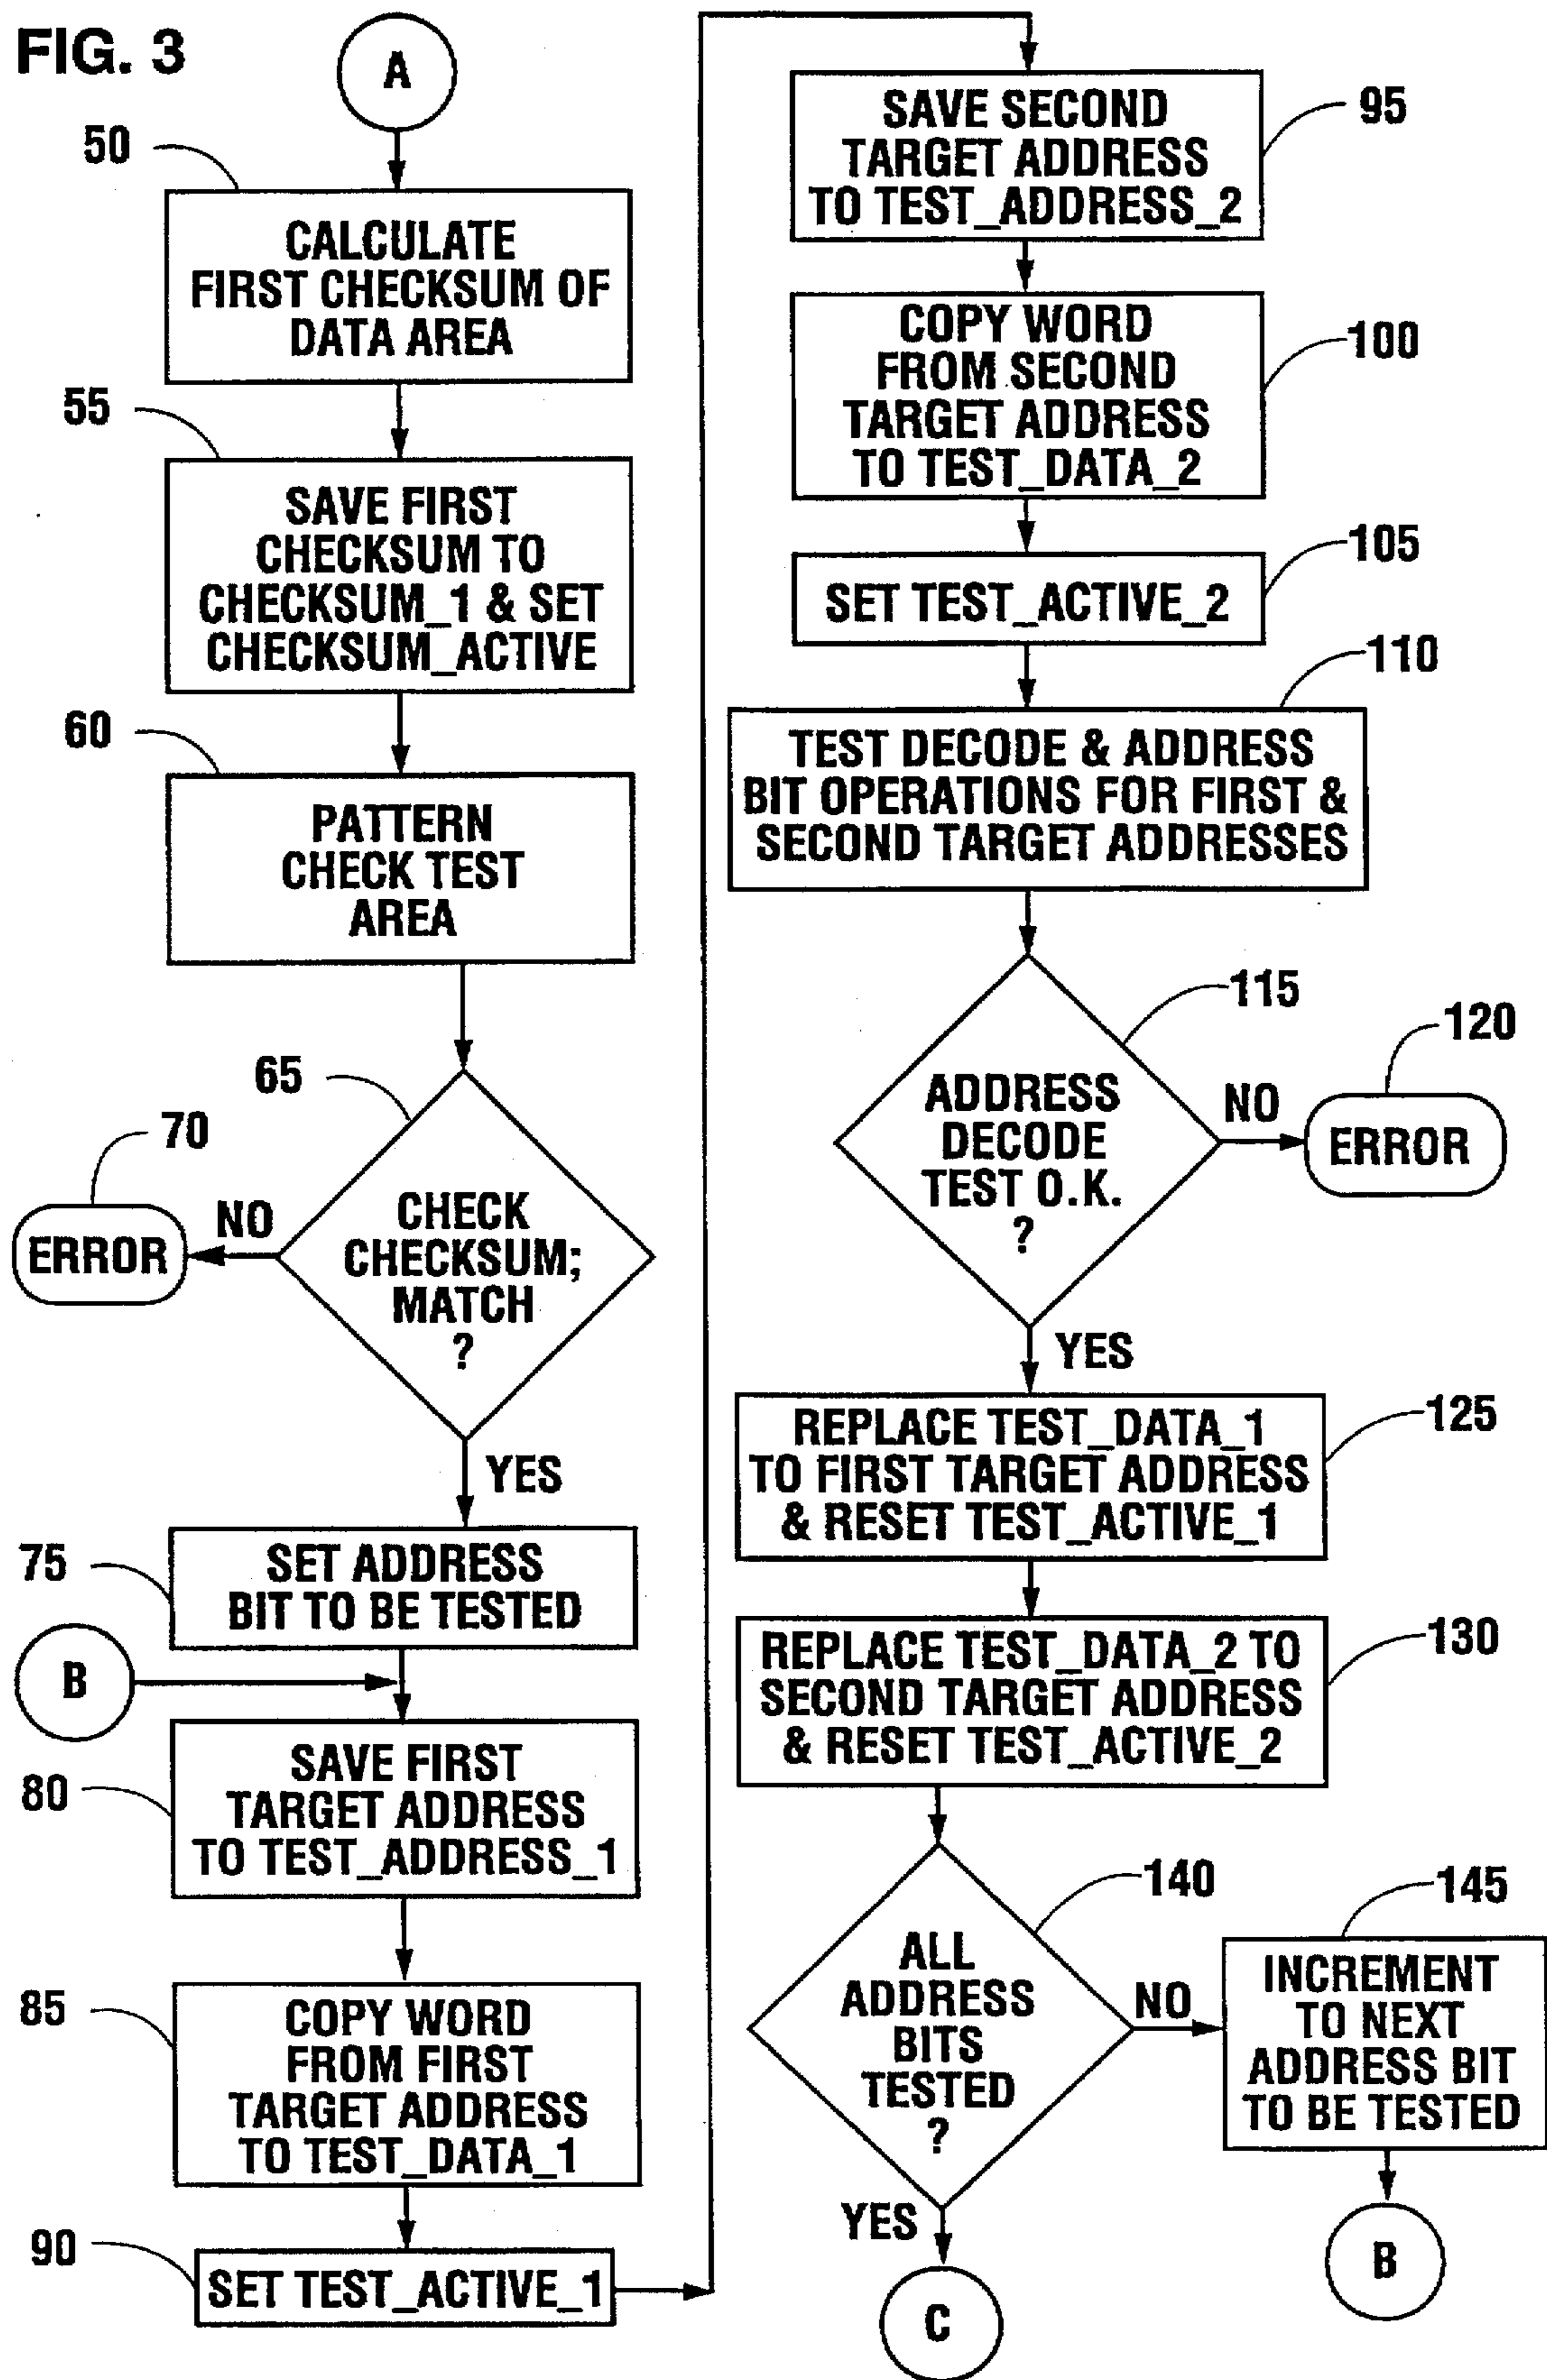 FIG. 3
A
50
CALCULATE
FIRST CHECKSUM OF
DATA AREA
55
SAVE FIRST
CHECKSUM TO
CHECKSUM_1 & SET
CHECKSUM_ACTIVE
60
PATTERN
CHECK TEST
AREA
65
CHECK
CHECKSUM;
MATCH
?
NO
70
ERROR
YES
75
SET ADDRESS
BIT TO BE TESTED
B
80
SAVE FIRST
TARGET ADDRESS
TO TEST_ADDRESS_1
85
COPY WORD
FROM FIRST
TARGET ADDRESS
TO TEST_DATA_1
90
SET TEST_ACTIVE_1
95
SAVE SECOND
TARGET ADDRESS
TO TEST_ADDRESS_2
100
COPY WORD
FROM SECOND
TARGET ADDRESS
TO TEST_DATA_2
105
SET TEST_ACTIVE_2
110
TEST DECODE & ADDRESS
BIT OPERATIONS FOR FIRST &
SECOND TARGET ADDRESSES
115
ADDRESS
DECODE
TEST O.K.
?
NO
120
ERROR
YES
125
REPLACE TEST_DATA_1
TO FIRST TARGET ADDRESS
& RESET TEST_ACTIVE_1
130
REPLACE TEST_DATA_2 TO
SECOND TARGET ADDRESS
& RESET TEST_ACTIVE_2
140
ALL
ADDRESS
BITS
TESTED
?
NO
145
INCREMENT
TO NEXT
ADDRESS BIT
TO BE TESTED
B
YES
C